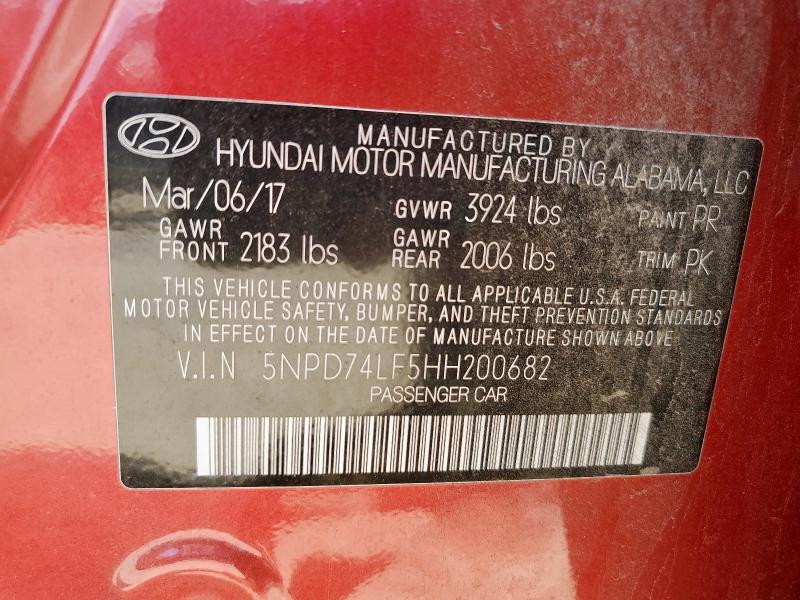 MANUFACTURED BY
HYUNDAI MOTOR MANUFACTURING ALABAMA, LLC
Mar/06/17 GVWR 3924 lbs PAINT PR
GAWR FRONT 2183 lbs GAWR REAR 2006 lbs TRIM PK
THIS VEHICLE CONFORMS TO ALL APPLICABLE U.S.A. FEDERAL
MOTOR VEHICLE SAFETY, BUMPER, AND THEFT PREVENTION STANDARDS
IN EFFECT ON THE DATE OF MANUFACTURE SHOWN ABOVE
V.I.N 5NPD74LF5HH200682
PASSENGER CAR